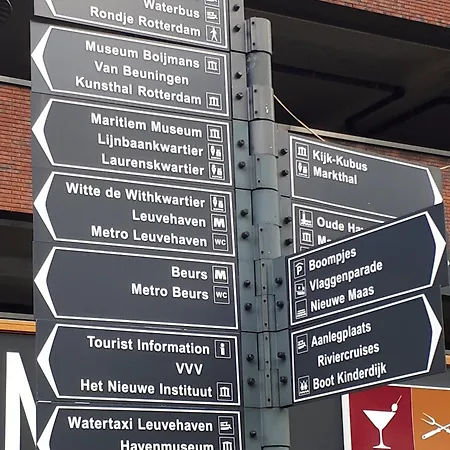 Waterbus
Rondje Rotterdam
Museum Boijmans
Van Beuningen
Kunsthal Rotterdam
Maritiem Museum
Lijnbaankwartier
Laurenskwartier
Witte de Withkwartier
Leuvehaven M
Metro Leuvehaven WC
Beurs M
Metro Beurs WC
Tourist Information i
VVV
Het Nieuwe Instituut
Watertaxi Leuvehaven
Havenmuseum
Kijk-Kubus
Markthal
Oude
P Boompjes
Vlaggenparade
Nieuwe Maas
Aanlegplaats
Riviercruises
Boot Kinderdijk